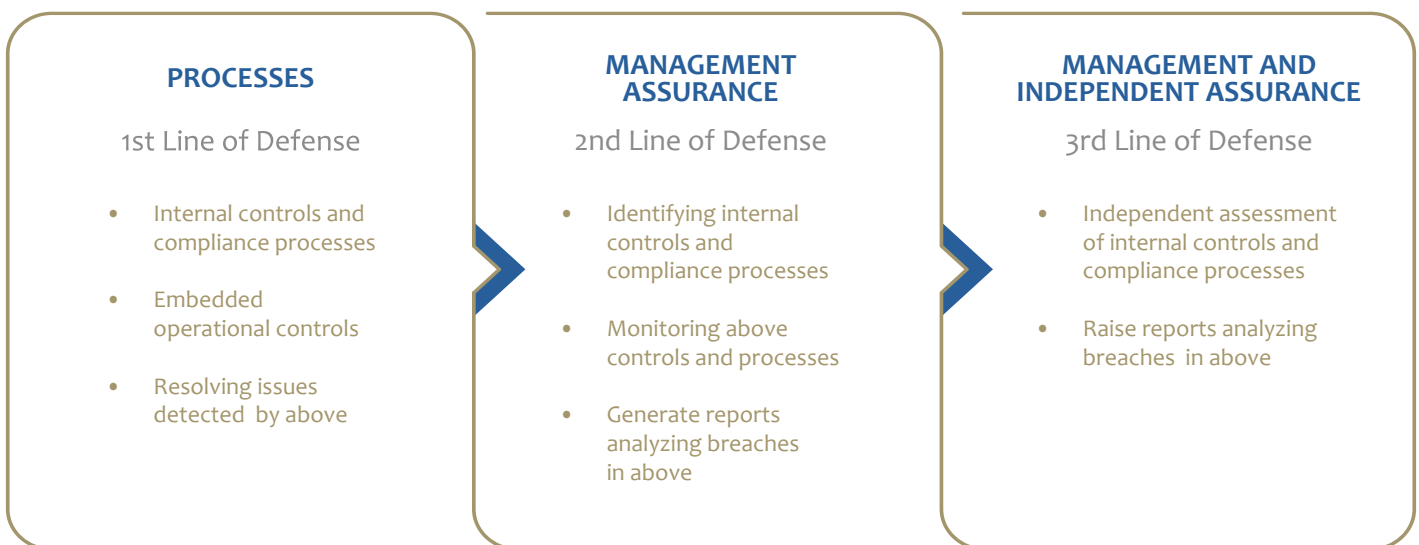 PROCESSES
1st Line of Defense
• Internal controls and
compliance processes
• Embedded
operational controls
• Resolving issues
detected by above
MANAGEMENT
ASSURANCE
2nd Line of Defense
• Identifying internal
controls and
compliance processes
• Monitoring above
controls and processes
• Generate reports
analyzing breaches
in above
MANAGEMENT AND
INDEPENDENT ASSURANCE
3rd Line of Defense
• Independent assessment
of internal controls and
compliance processes
• Raise reports analyzing
breaches in above